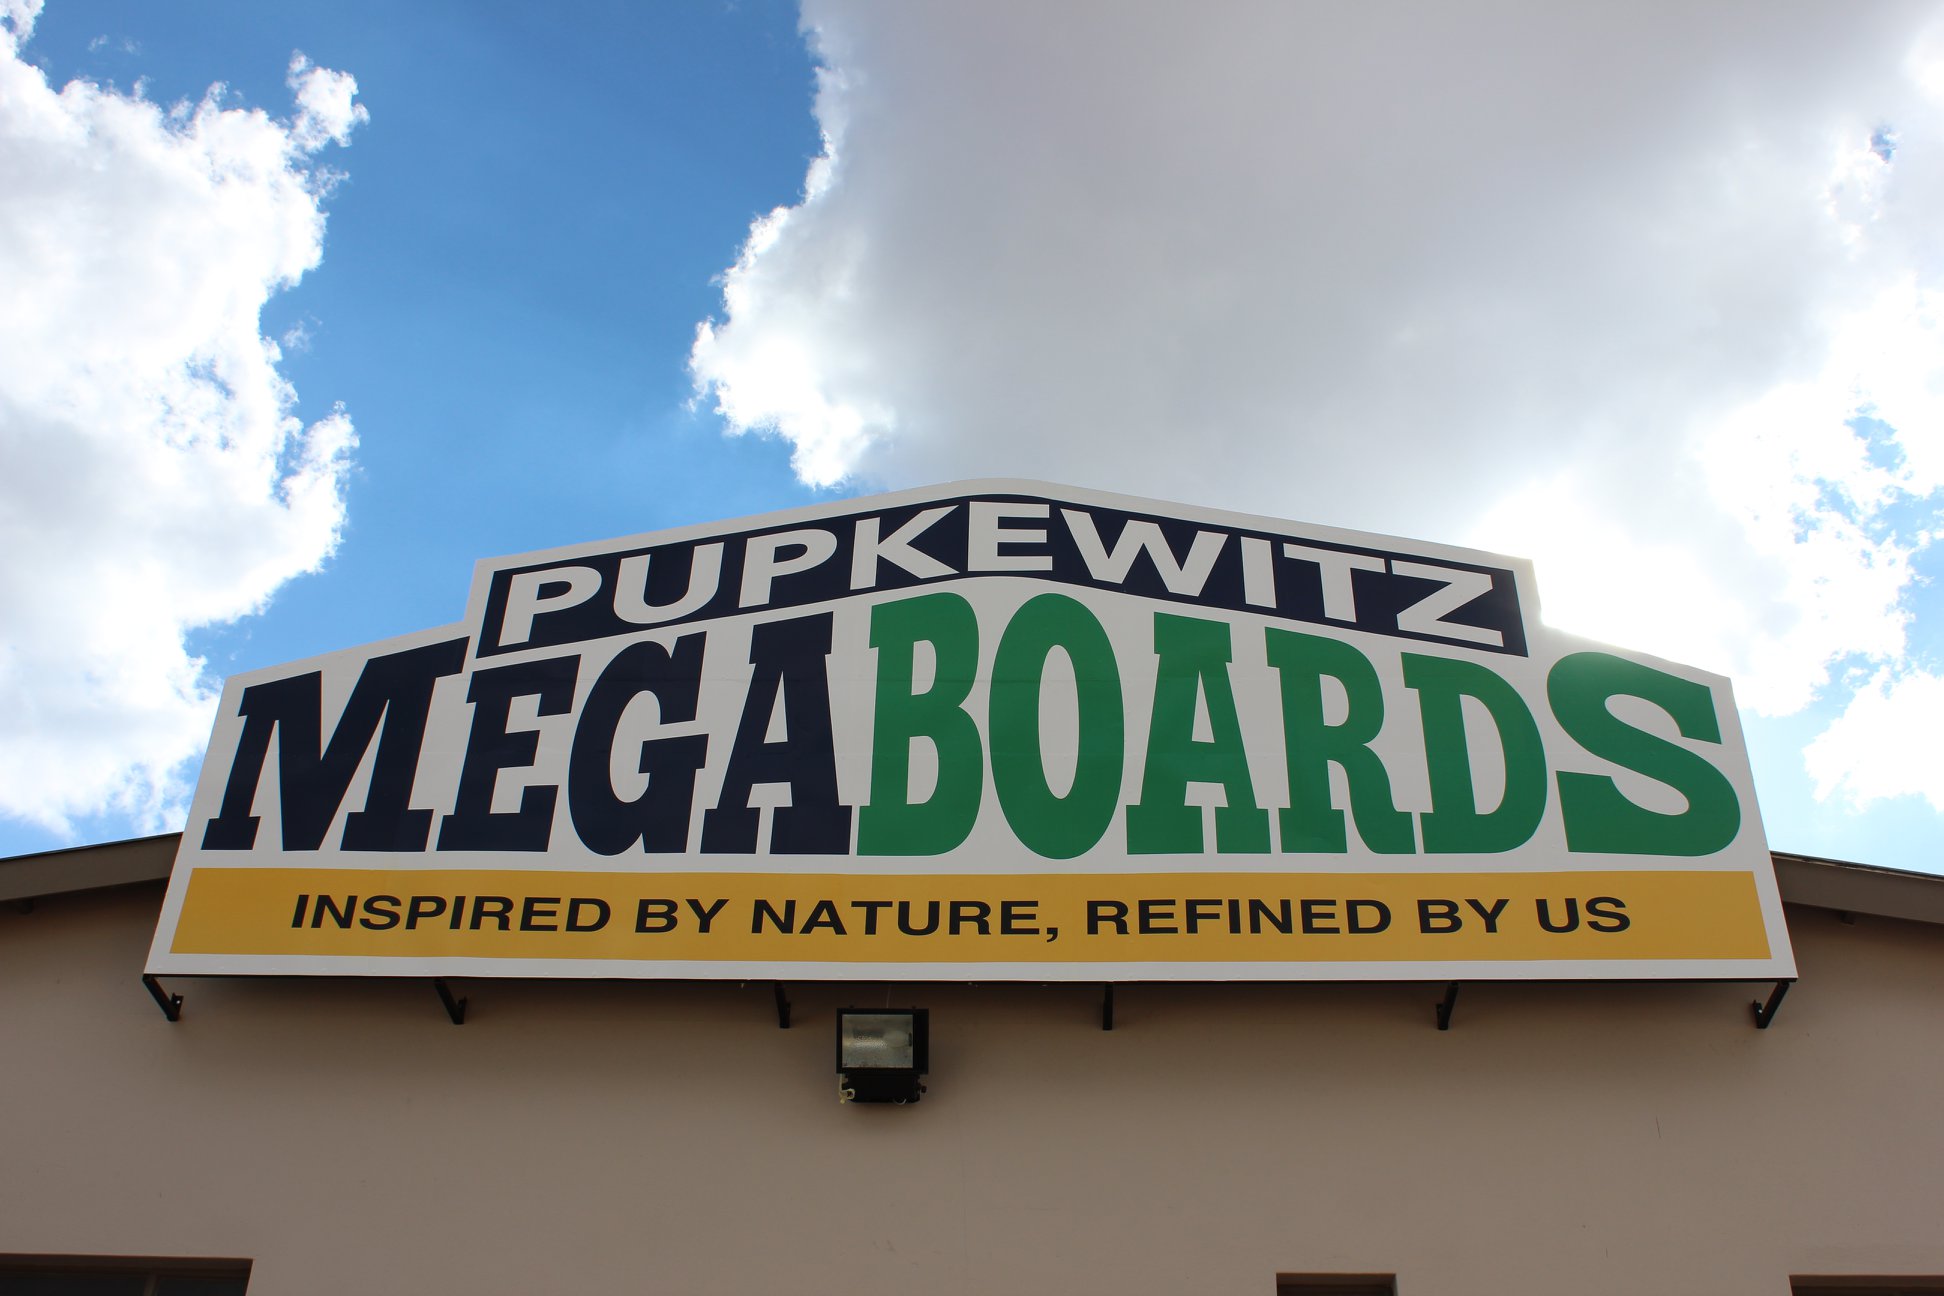 PUPKEWITZ
MEGABOARDS
INSPIRED BY NATURE, REFINED BY US